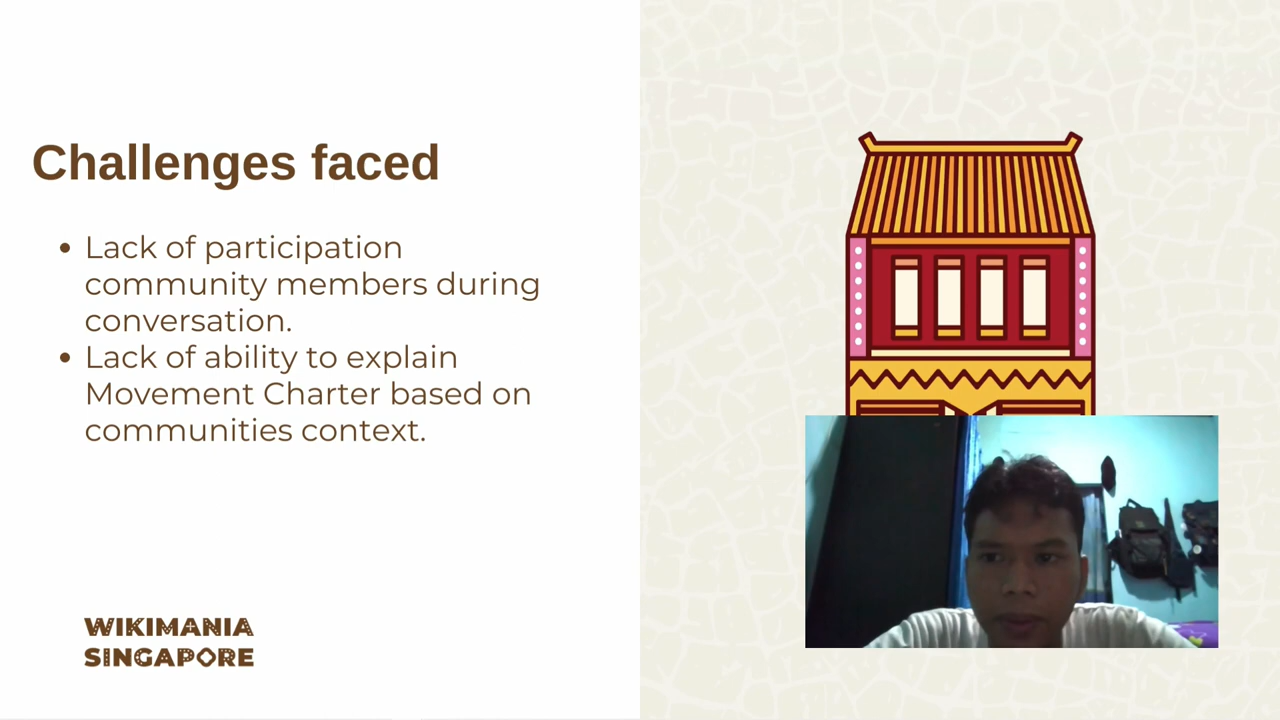 Challenges faced
• Lack of participation
community members during
conversation.
• Lack of ability to explain
Movement Charter based on
communities context.
WIKIMANIA
SINGAPORE